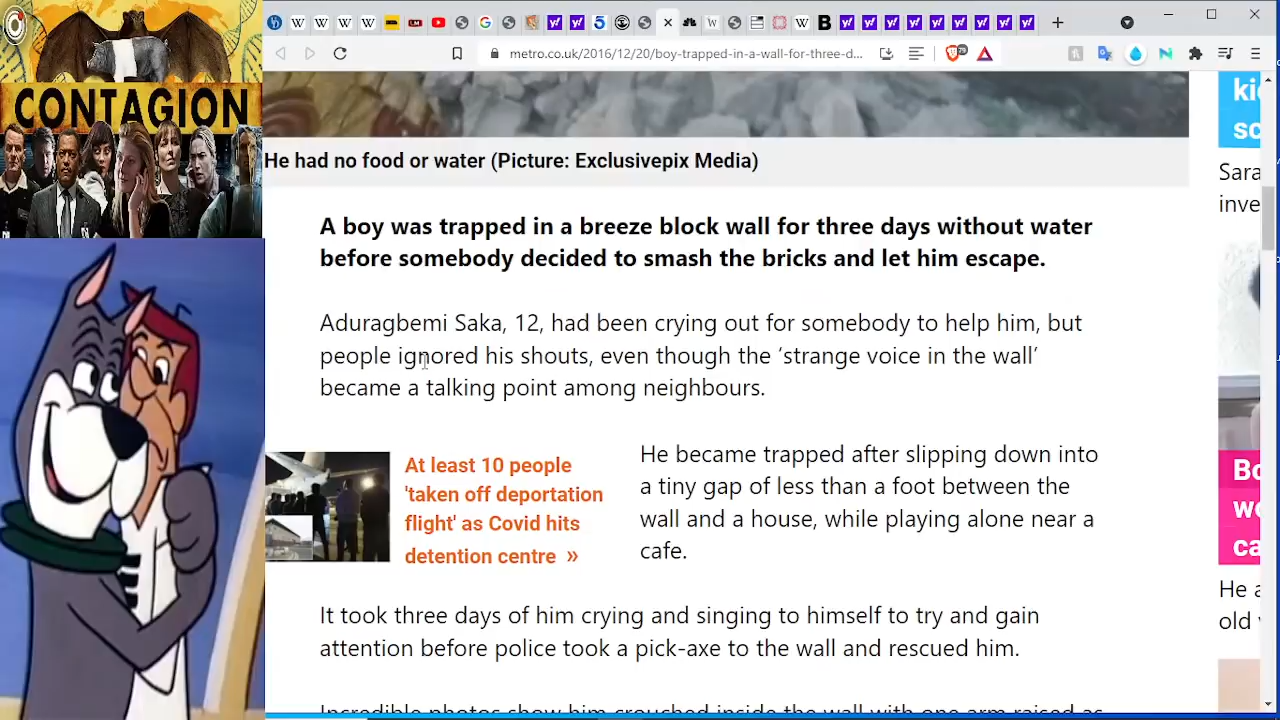 metro.co.uk/2016/12/20/boy-trapped-in-a-wall-for-three-d...
CONTAGION
He had no food or water (Picture: Exclusivepix Media)
A boy was trapped in a breeze block wall for three days without water
before somebody decided to smash the bricks and let him escape.
Aduragbemi Saka, 12, had been crying out for somebody to help him, but
people ignored his shouts, even though the ‘strange voice in the wall’
became a talking point among neighbours.
At least 10 people
'taken off deportation
flight' as Covid hits
detention centre »
He became trapped after slipping down into
a tiny gap of less than a foot between the
wall and a house, while playing alone near a
cafe.
It took three days of him crying and singing to himself to try and gain
attention before police took a pick-axe to the wall and rescued him.
Incredible photos show him crouched inside the wall with one arm raised as
ki
sc
Sara
inve
Bo
wo
ca
He a
old